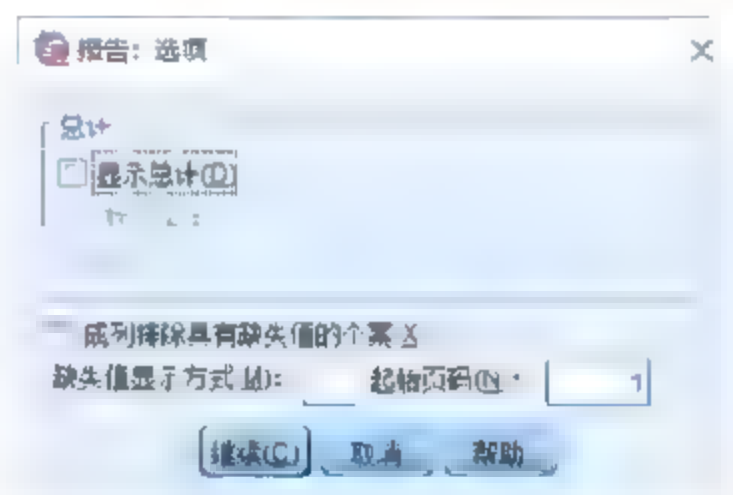 报告：选项
总计
显示总计(D)
成列排除具有缺失值的个案 X
缺失值显示方式(M)： 起始页码(N)： 1
继续(C) 取消 帮助